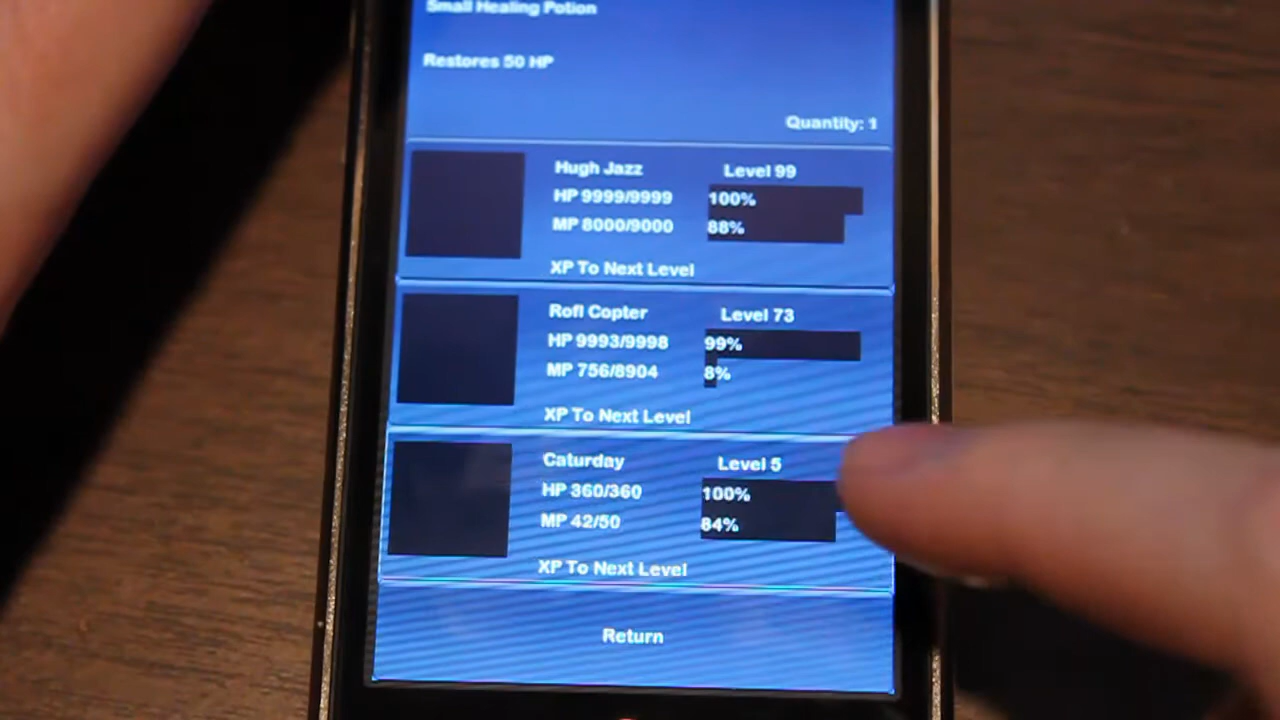 Small Healing Potion
Restores 50 HP
Quantity: 1
Hugh Jazz Level 99
HP 9999/9999 100%
MP 8000/9000 88%
XP To Next Level
Rofl Copter Level 73
HP 9993/9998 99%
MP 756/8904 8%
XP To Next Level
Caturday Level 5
HP 360/360 100%
MP 42/50 84%
XP To Next Level
Return